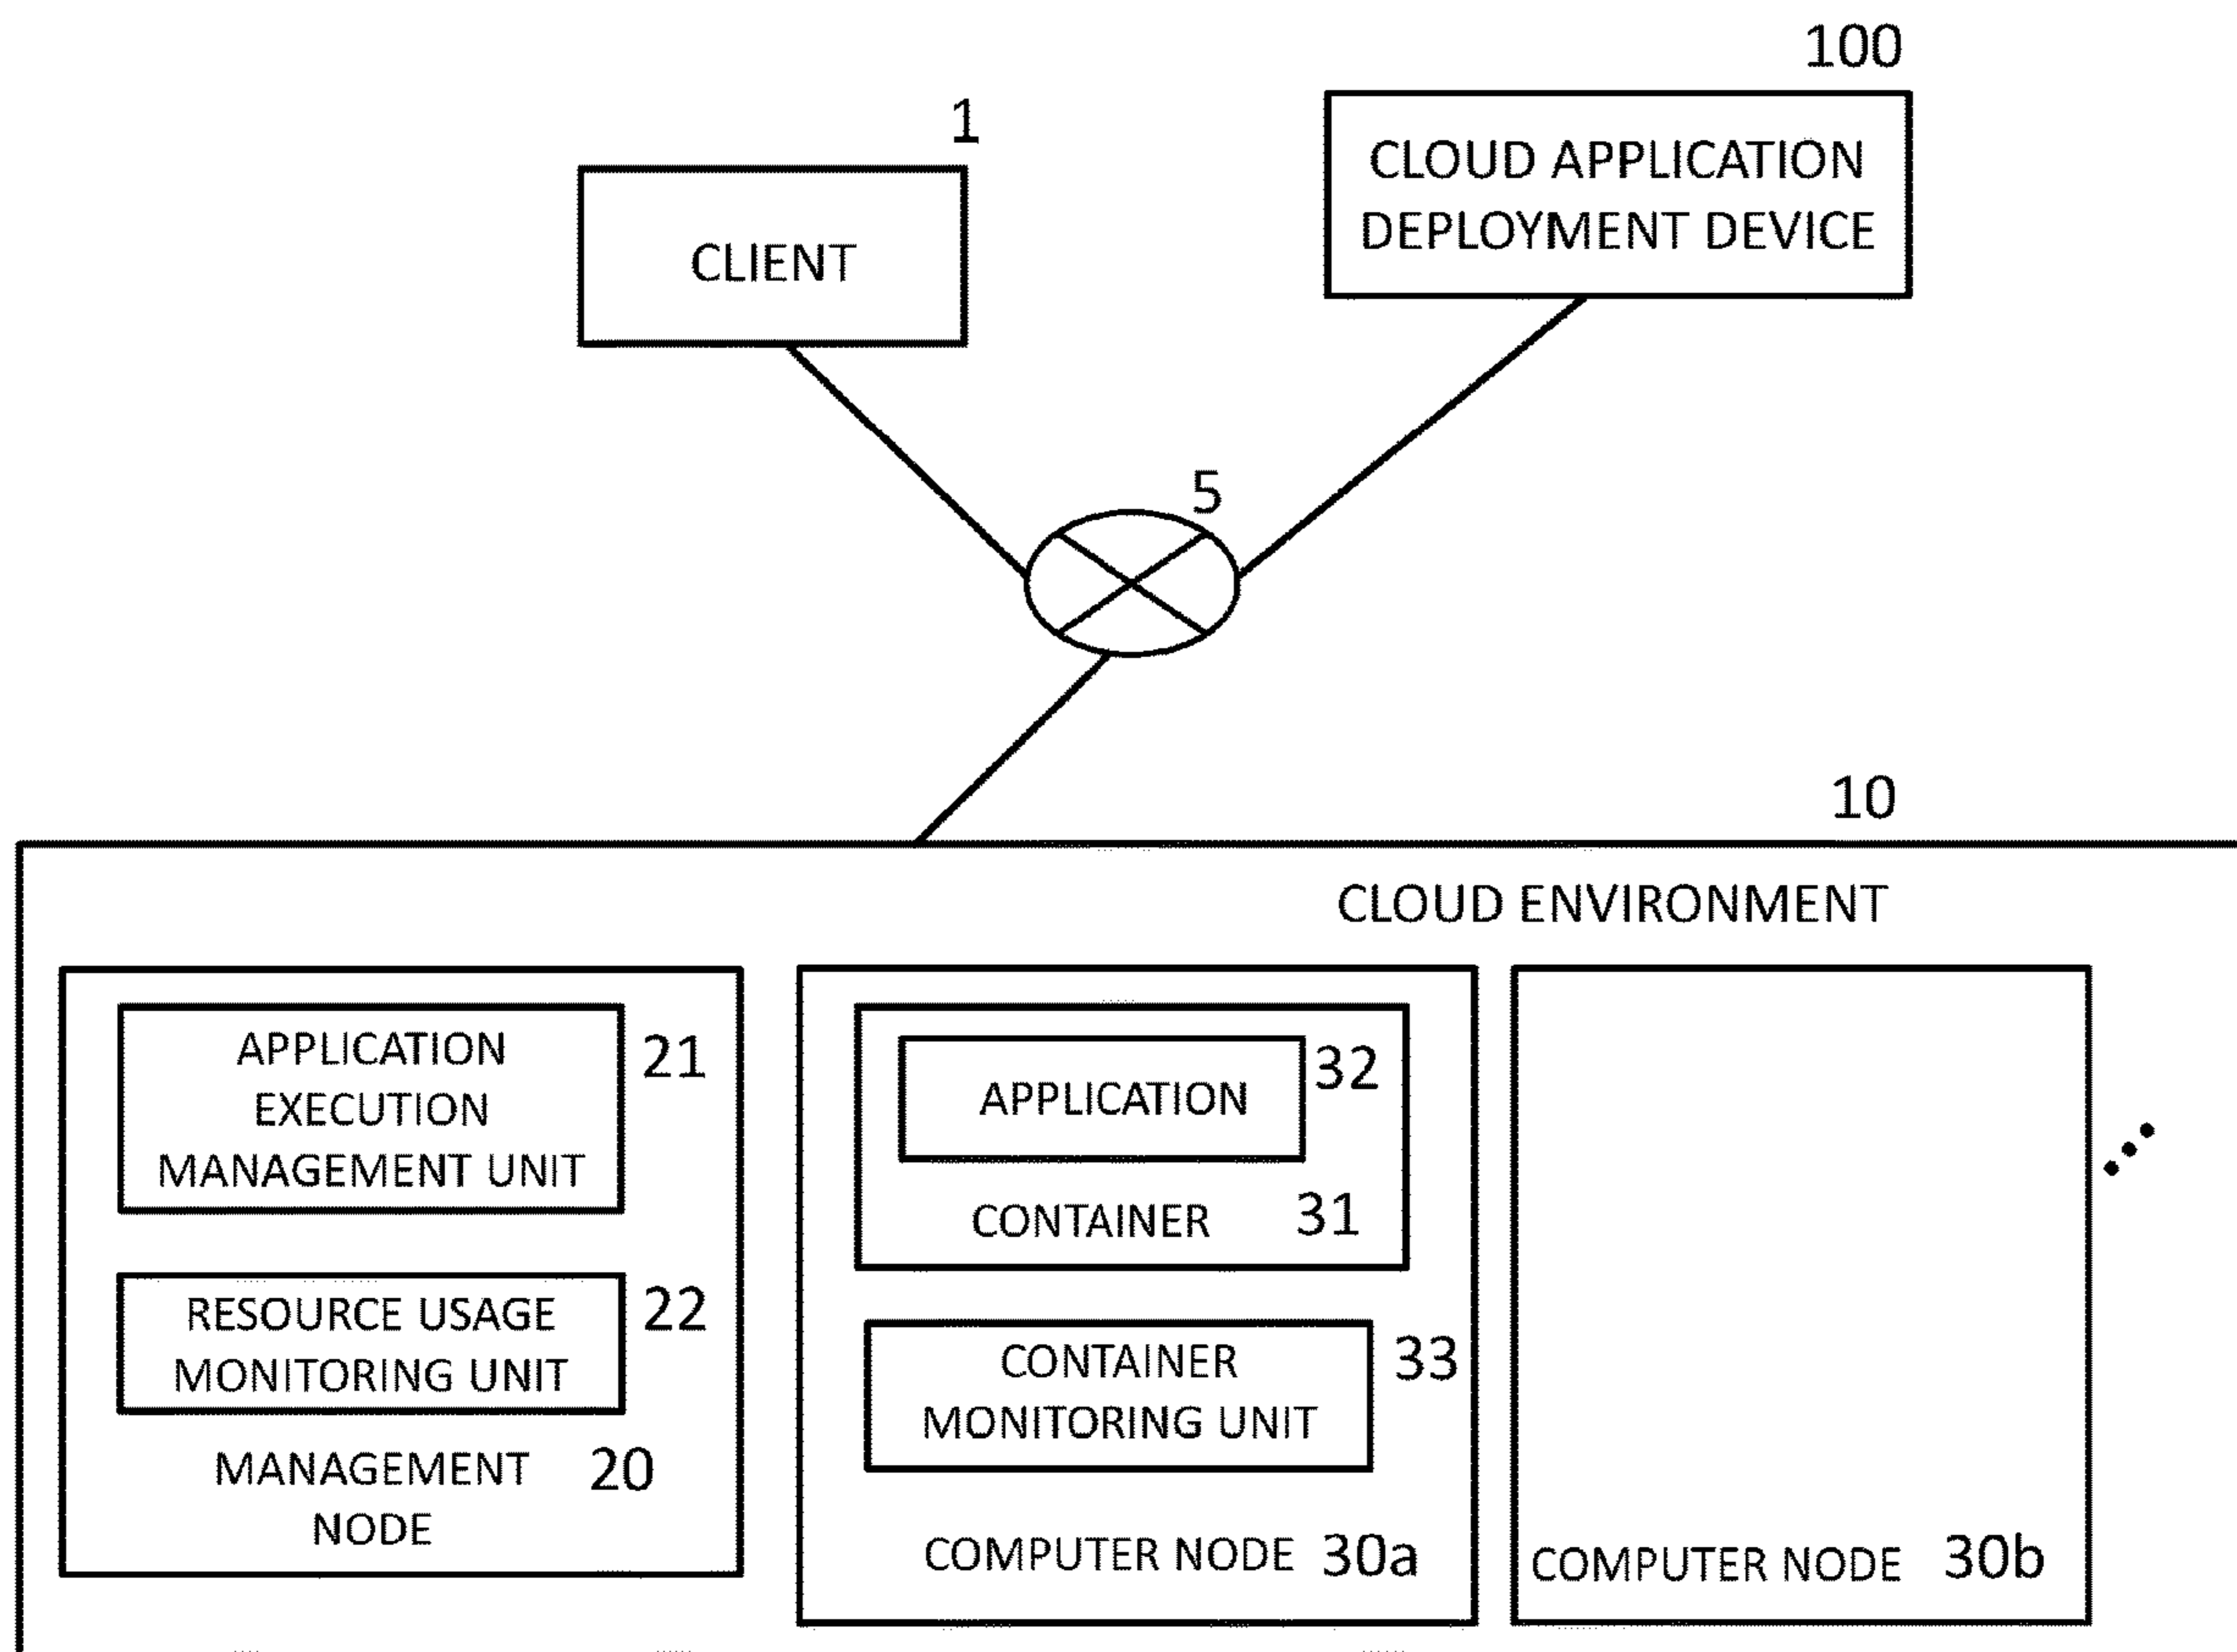 100
1
CLOUD APPLICATION
DEPLOYMENT DEVICE
CLIENT
5
10
CLOUD ENVIRONMENT
APPLICATION
EXECUTION
MANAGEMENT UNIT
21
RESOURCE USAGE
MONITORING UNIT
22
MANAGEMENT
NODE
20
APPLICATION
32
CONTAINER
31
CONTAINER
MONITORING UNIT
33
COMPUTER NODE 30a
COMPUTER NODE 30b